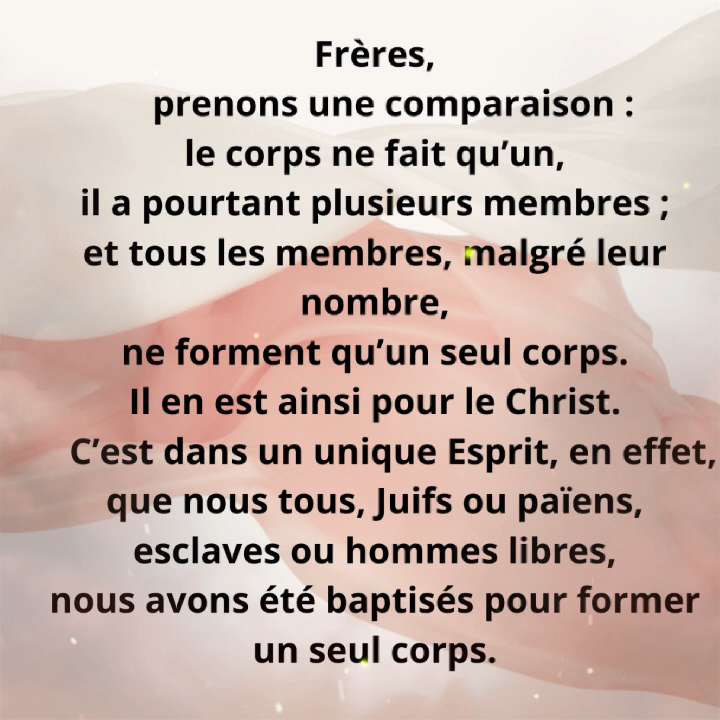 Frères,
prenons une comparaison :
le corps ne fait qu’un,
il a pourtant plusieurs membres ;
et tous les membres, malgré leur
nombre,
ne forment qu’un seul corps.
Il en est ainsi pour le Christ.
C’est dans un unique Esprit, en effet,
que nous tous, Juifs ou païens,
esclaves ou hommes libres,
nous avons été baptisés pour former
un seul corps.